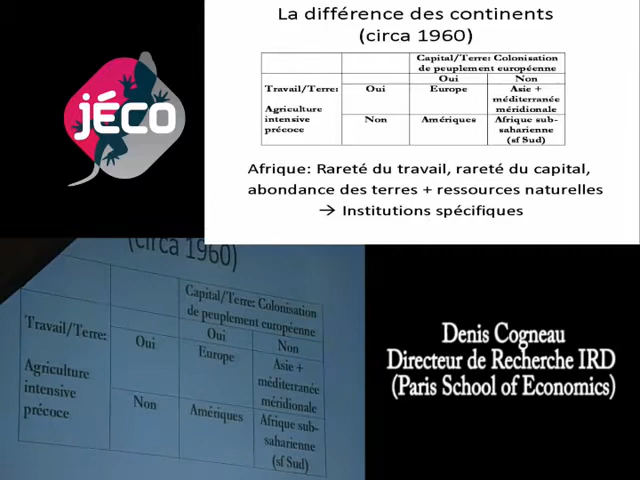 La différence des continents
(circa 1960)
Capital/Terre: Colonisation
de peuplement européenne
Oui Non
Travail/Terre: Oui Europe Asie +
méditerranée
méridionale
Agriculture
intensive
précoce
Non Amériques Afrique sub-
saharienne
(sf Sud)
Afrique: Rareté du travail, rareté du capital,
abondance des terres + ressources naturelles
→ Institutions spécifiques
jéco
(circa 1960)
Capital/Terre: Colonisation
de peuplement européenne
Oui Non
Travail/Terre: Oui Europe Asie +
méditerranée
méridionale
Agriculture
intensive
précoce
Non Amériques Afrique sub-
saharienne
(sf Sud)
Denis Cogneau
Directeur de Recherche IRD
(Paris School of Economics)